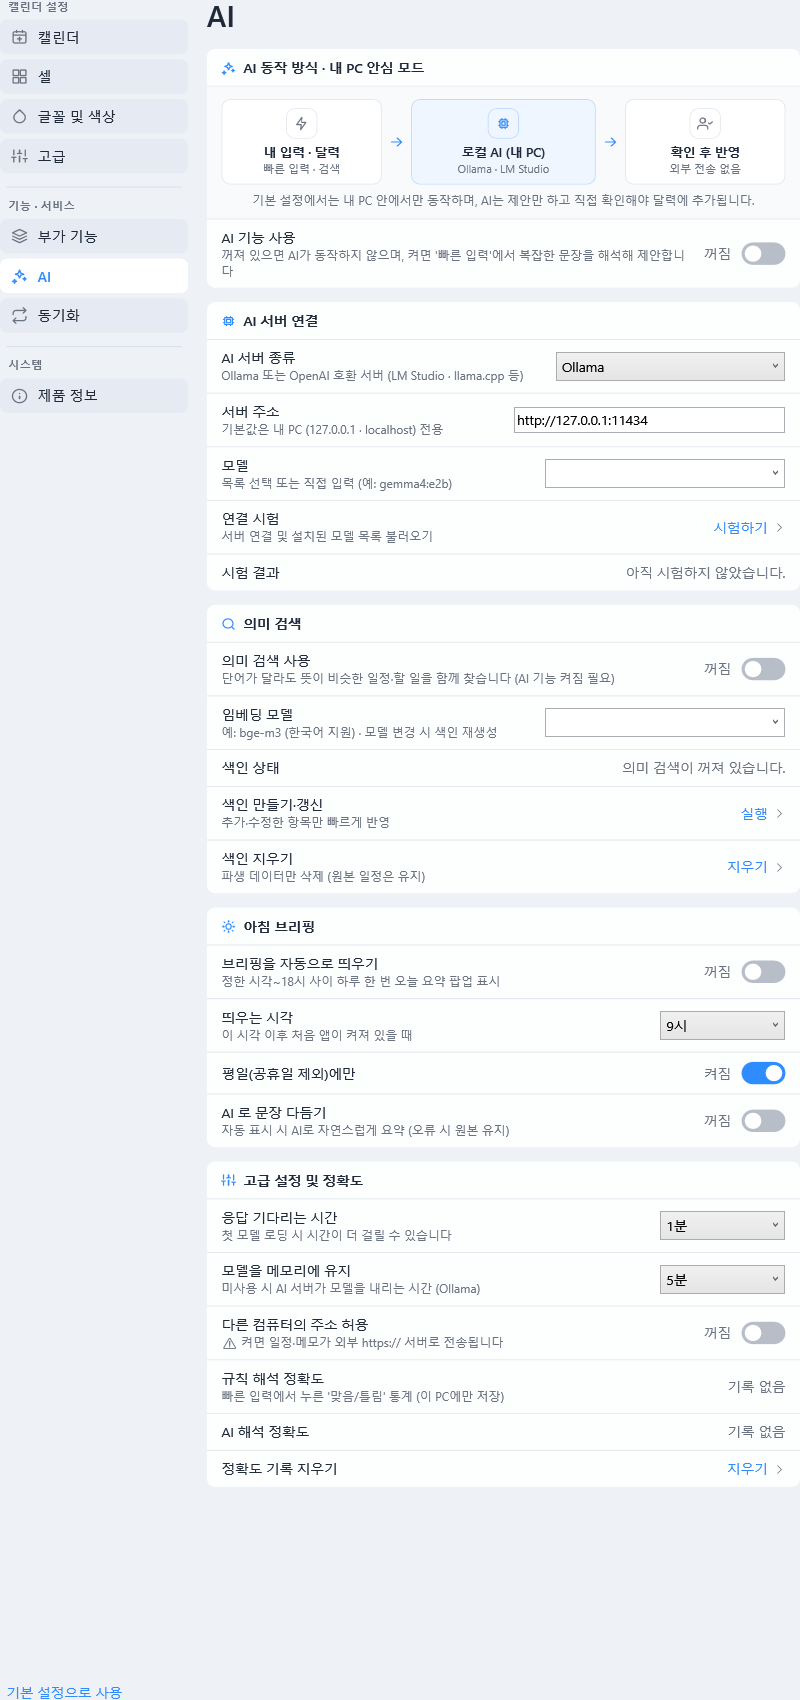 캘린더 설정
캘린더
셀
글꼴 및 색상
고급
기능 · 서비스
부가 기능
AI
동기화
시스템
제품 정보
기본 설정으로 사용
AI
AI 동작 방식 · 내 PC 안심 모드
내 입력 · 달력
빠른 입력 · 검색
로컬 AI (내 PC)
Ollama · LM Studio
확인 후 반영
외부 전송 없음
기본 설정에서는 내 PC 안에서만 동작하며, AI는 제안만 하고 직접 확인해야 달력에 추가됩니다.
AI 기능 사용
꺼져 있으면 AI가 동작하지 않으며, 켜면 '빠른 입력'에서 복잡한 문장을 해석해 제안합니
다
꺼짐
AI 서버 연결
AI 서버 종류
Ollama 또는 OpenAI 호환 서버 (LM Studio · llama.cpp 등)
Ollama
서버 주소
기본값은 내 PC (127.0.0.1 · localhost) 전용
http://127.0.0.1:11434
모델
목록 선택 또는 직접 입력 (예: gemma4:e2b)
연결 시험
서버 연결 및 설치된 모델 목록 불러오기
시험하기
시험 결과
아직 시험하지 않았습니다.
의미 검색
의미 검색 사용
단어가 달라도 뜻이 비슷한 일정·할 일을 함께 찾습니다 (AI 기능 켜짐 필요)
꺼짐
임베딩 모델
예: bge-m3 (한국어 지원) · 모델 변경 시 색인 재생성
색인 상태
의미 검색이 꺼져 있습니다.
색인 만들기·갱신
추가·수정한 항목만 빠르게 반영
실행
색인 지우기
파생 데이터만 삭제 (원본 일정은 유지)
지우기
아침 브리핑
브리핑을 자동으로 띄우기
정한 시각~18시 사이 하루 한 번 오늘 요약 팝업 표시
꺼짐
띄우는 시각
이 시각 이후 처음 앱이 켜져 있을 때
9시
평일(공휴일 제외)에만
켜짐
AI 로 문장 다듬기
자동 표시 시 AI로 자연스럽게 요약 (오류 시 원본 유지)
꺼짐
고급 설정 및 정확도
응답 기다리는 시간
첫 모델 로딩 시 시간이 더 걸릴 수 있습니다
1분
모델을 메모리에 유지
미사용 시 AI 서버가 모델을 내리는 시간 (Ollama)
5분
다른 컴퓨터의 주소 허용
⚠ 켜면 일정·메모가 외부 https:// 서버로 전송됩니다
꺼짐
규칙 해석 정확도
빠른 입력에서 누른 '맞음/틀림' 통계 (이 PC에만 저장)
기록 없음
AI 해석 정확도
기록 없음
정확도 기록 지우기
지우기